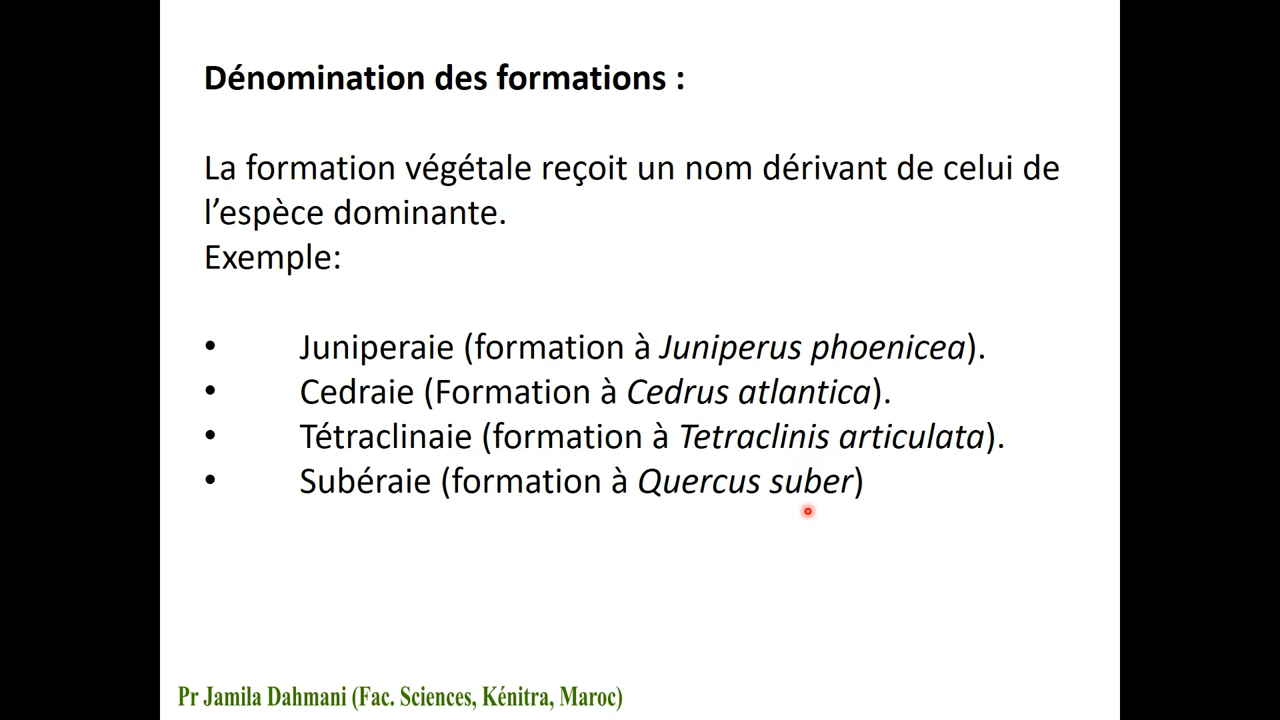 Dénomination des formations :
La formation végétale reçoit un nom dérivant de celui de
l’espèce dominante.
Exemple:
• Juniperaie (formation à Juniperus phoenicea).
• Cedraie (Formation à Cedrus atlantica).
• Tétraclinaie (formation à Tetraclinis articulata).
• Subéraie (formation à Quercus suber)
Pr Jamila Dahmani (Fac. Sciences, Kénitra, Maroc)